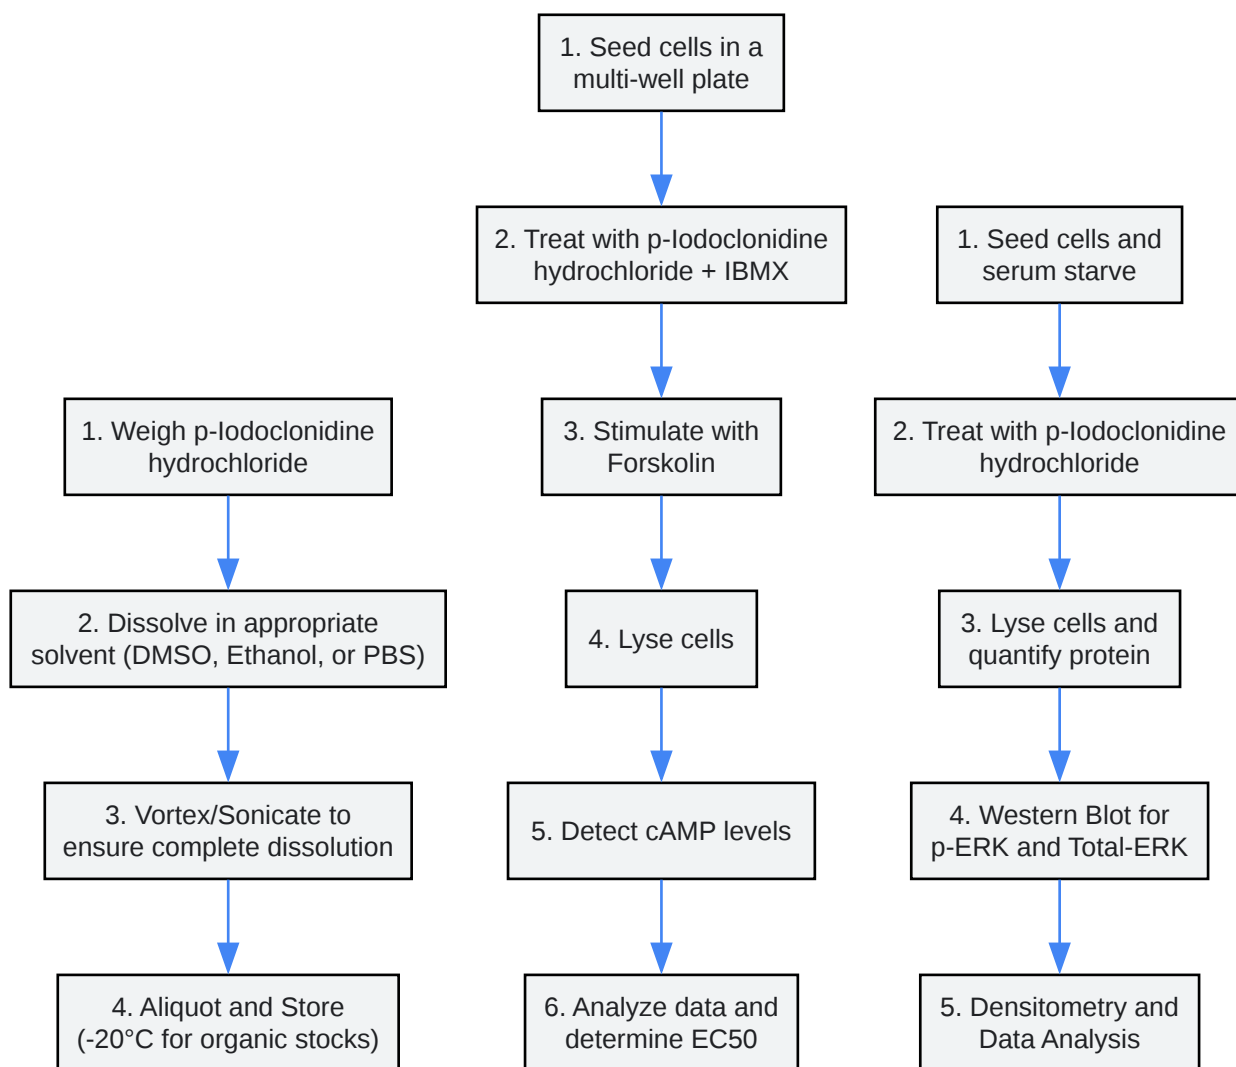 1. Weigh p-Iodoclonidine
hydrochloride
2. Dissolve in appropriate
solvent (DMSO, Ethanol, or PBS)
3. Vortex/Sonicate to
ensure complete dissolution
4. Aliquot and Store
(-20°C for organic stocks)
1. Seed cells in a
multi-well plate
2. Treat with p-Iodoclonidine
hydrochloride + IBMX
3. Stimulate with
Forskolin
4. Lyse cells
5. Detect cAMP levels
6. Analyze data and
determine EC50
1. Seed cells and
serum starve
2. Treat with p-Iodoclonidine
hydrochloride
3. Lyse cells and
quantify protein
4. Western Blot for
p-ERK and Total-ERK
5. Densitometry and
Data Analysis